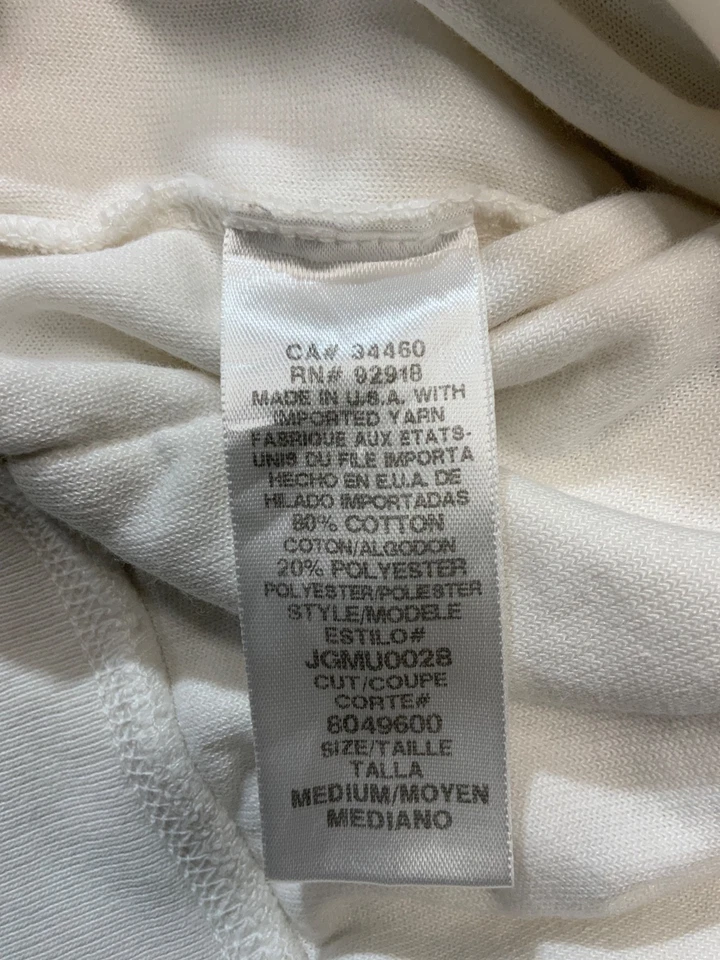 CA# 34460
RN# 92918
MADE IN U.S.A. WITH
IMPORTED YARN
FABRIQUE AUX ETATS-
UNIS DU FILE IMPORTA
HECHO EN E.U.A. DE
HILADO IMPORTADAS
80% COTTON
COTON/ALGODON
20% POLYESTER
POLYESTER/POLIESTER
STYLE/MODELE
ESTILO#
JGMU0028
CUT/COUPE
CORTE#
8049600
SIZE/TAILLE
TALLA
MEDIUM/MOYEN
MEDIANO